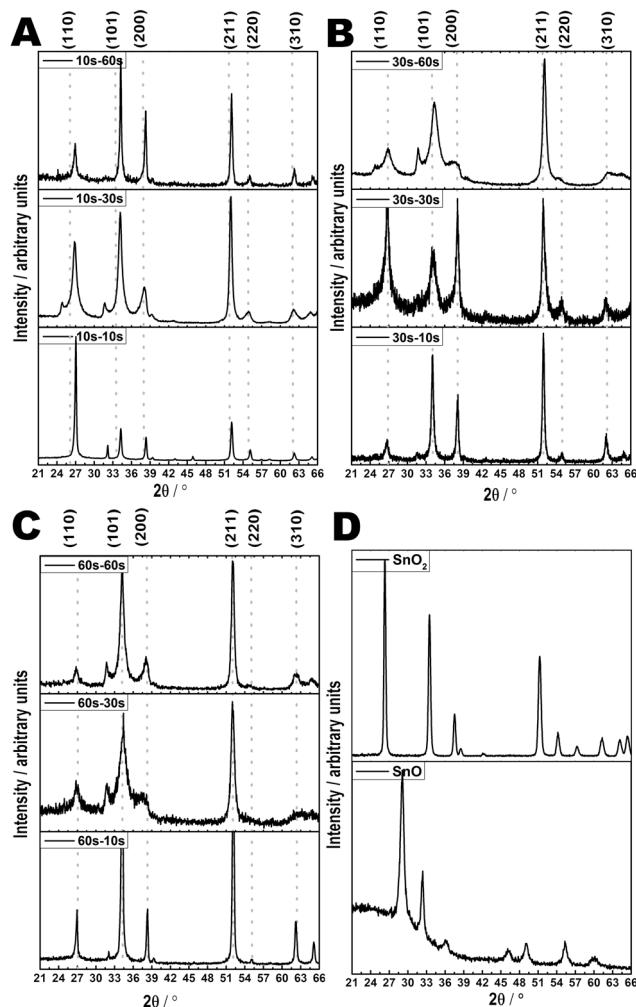 A
(110) (101) (200) (211) (220) (310)
10s-60s
10s-30s
10s-10s
Intensity / arbitrary units
21 24 27 30 33 36 39 42 45 48 51 54 57 60 63 66
2θ / °
B
(110) (101) (200) (211) (220) (310)
30s-60s
30s-30s
30s-10s
Intensity / arbitrary units
21 24 27 30 33 36 39 42 45 48 51 54 57 60 63 66
2θ / °
C
(110) (101) (200) (211) (220) (310)
60s-60s
60s-30s
60s-10s
Intensity / arbitrary units
21 24 27 30 33 36 39 42 45 48 51 54 57 60 63 66
2θ / °
D
SnO₂
SnO
Intensity / arbitrary units
21 24 27 30 33 36 39 42 45 48 51 54 57 60 63 66
2θ / °